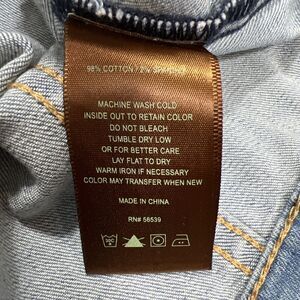 98% COTTON / 2% SPANDEX
MACHINE WASH COLD
INSIDE OUT TO RETAIN COLOR
DO NOT BLEACH
TUMBLE DRY LOW
OR FOR BETTER CARE
LAY FLAT TO DRY
WARM IRON IF NECESSARY
COLOR MAY TRANSFER WHEN NEW
MADE IN CHINA
RN# 58539